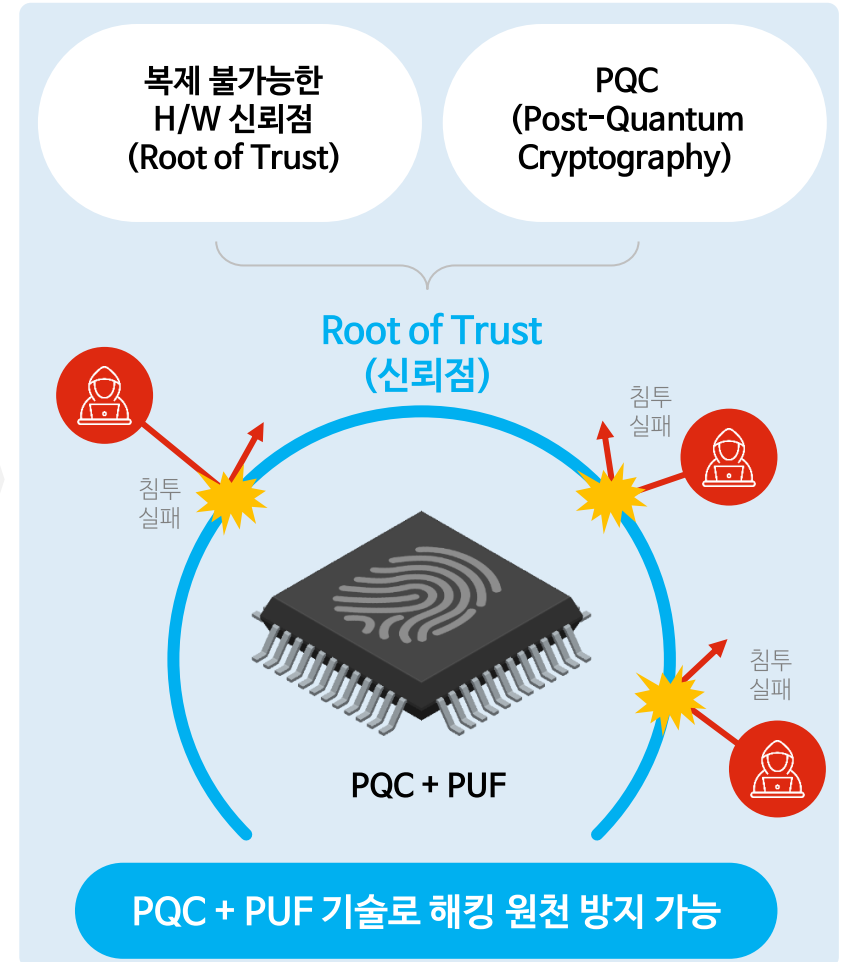 복제 불가능한
H/W 신뢰점
(Root of Trust)
PQC
(Post-Quantum
Cryptography)
Root of Trust
(신뢰점)
침투
실패
침투
실패
침투
실패
PQC + PUF
PQC + PUF 기술로 해킹 원천 방지 가능